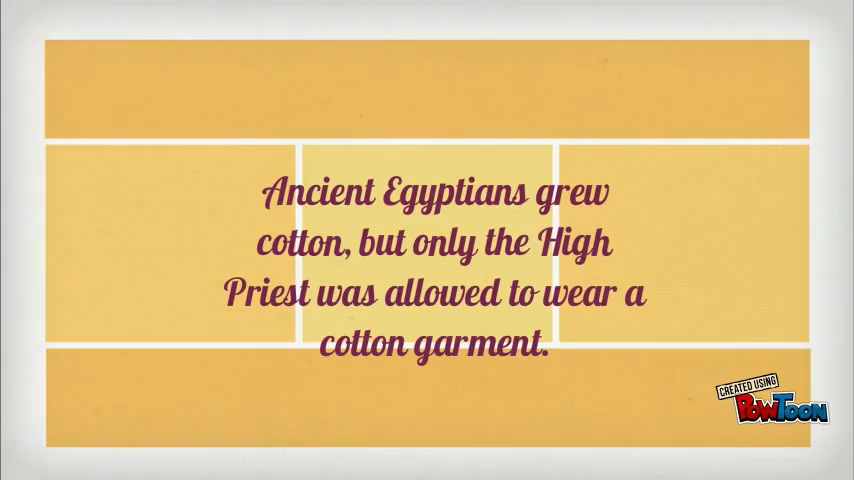 Ancient Egyptians grew
cotton, but only the High
Priest was allowed to wear a
cotton garment.
CREATED USING
POWTOON